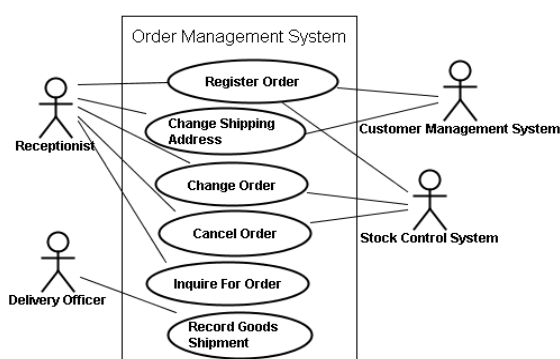 Order Management System
Register Order
Customer Management System
Receptionist
Change Shipping
Address
Change Order
Stock Control System
Cancel Order
Inquire For Order
Delivery Officer
Record Goods
Shipment